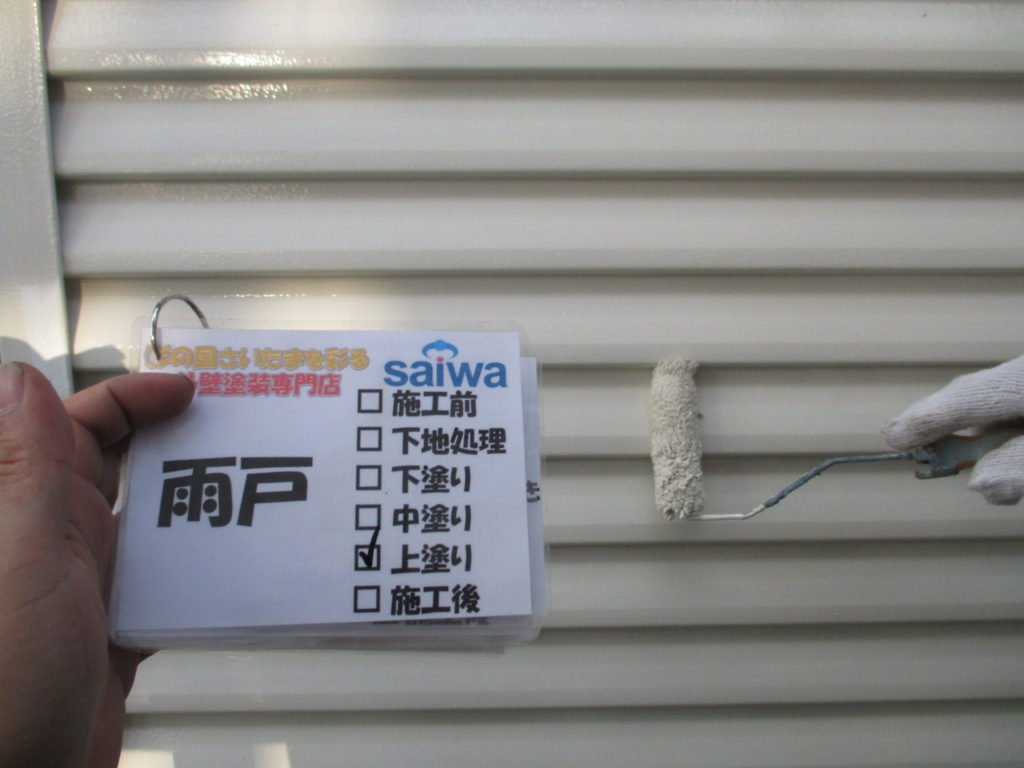 の国さいたまを彩る
壁塗装専門店
saiwa
雨戸
□ 施工前
□ 下地処理
□ 下塗り
□ 中塗り
☑ 上塗り
□ 施工後